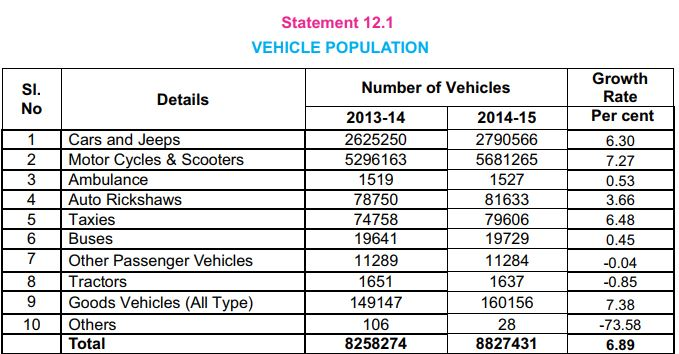 Statement 12.1
VEHICLE POPULATION
Sl. No Details Number of Vehicles Growth Rate
2013-14 2014-15 Per cent
1 Cars and Jeeps 2625250 2790566 6.30
2 Motor Cycles & Scooters 5296163 5681265 7.27
3 Ambulance 1519 1527 0.53
4 Auto Rickshaws 78750 81633 3.66
5 Taxies 74758 79606 6.48
6 Buses 19641 19729 0.45
7 Other Passenger Vehicles 11289 11284 -0.04
8 Tractors 1651 1637 -0.85
9 Goods Vehicles (All Type) 149147 160156 7.38
10 Others 106 28 -73.58
Total 8258274 8827431 6.89